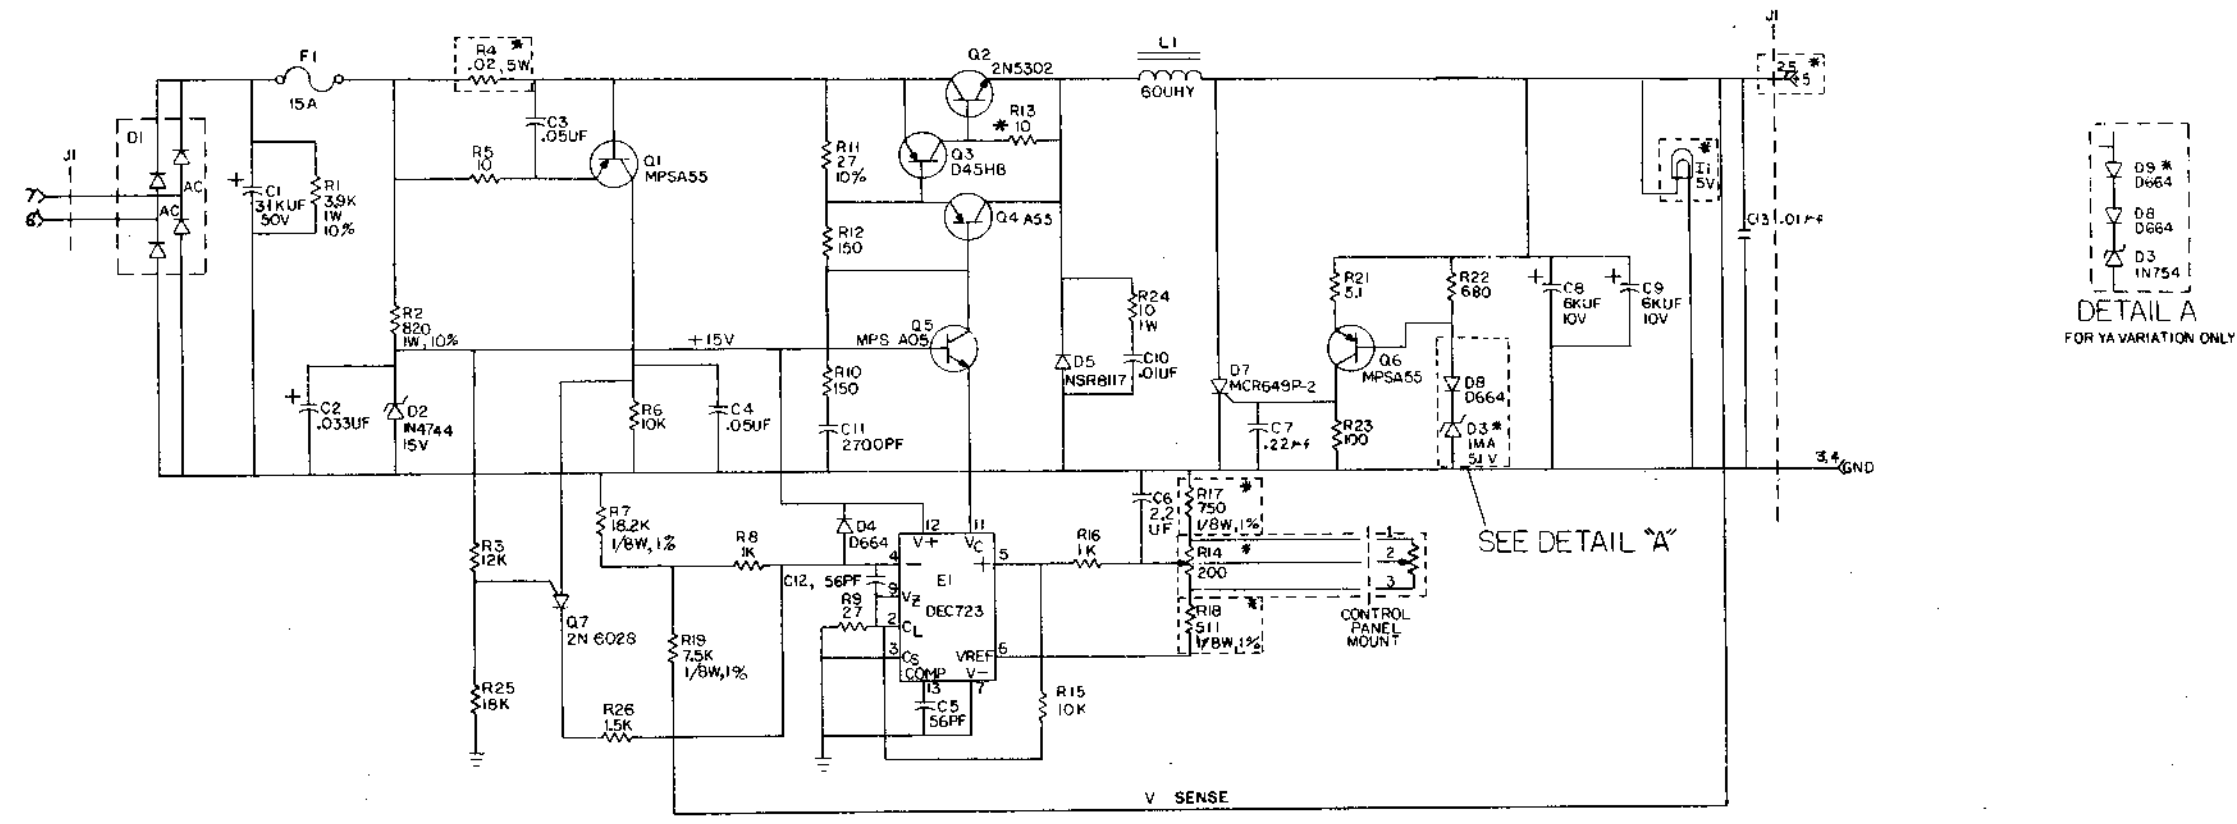 J1
7
8
D1
AC
AC
F1
15A
C1
31KUF
50V
R1
3.9K
1W
10%
R4 *
.02, 5W
C3
.05UF
R5
10
Q1
MPSA55
R2
820
1W, 10%
C2
.033UF
D2
1N4744
15V
+15V
R6
10K
C4
.05UF
R11
27
10%
R12
150
R10
150
C11
2700PF
Q2
2N5302
* R13
10
Q3
D45H8
Q4 A55
Q5
MPS A05
L1
60UHY
R24
10
1W
D5
NSR8117
C10
.01UF
D7
MCR649P-2
C7
.22μf
R21
5.1
R22
680
Q6
MPSA55
R23
100
D8
D664
D3 *
1MA
5.1V
C8
6KUF
10V
C9
6KUF
10V
*
I1
5V
C13 .01μf
J1
2,5 *
+5
3,4
GND
D9 *
D664
D8
D664
D3
1N754
DETAIL A
FOR YA VARIATION ONLY
SEE DETAIL "A"
R3
12K
R25
18K
Q7
2N 6028
R26
1.5K
R7
18.2K
1/8W, 1%
R19
7.5K
1/8W, 1%
R8
1K
D4
D664
C12, 56PF
R9
27
12
11
V+
VC
4
−
+
5
E1
DEC723
9
VZ
2
CL
3
CS
COMP
VREF
6
V−
13
7
C5
56PF
R15
10K
R16
1K
C6
2.2
UF
R17 *
750
1/8W, 1%
R14 *
200
R18 *
511
1/8W, 1%
1
2
3
CONTROL
PANEL
MOUNT
V SENSE